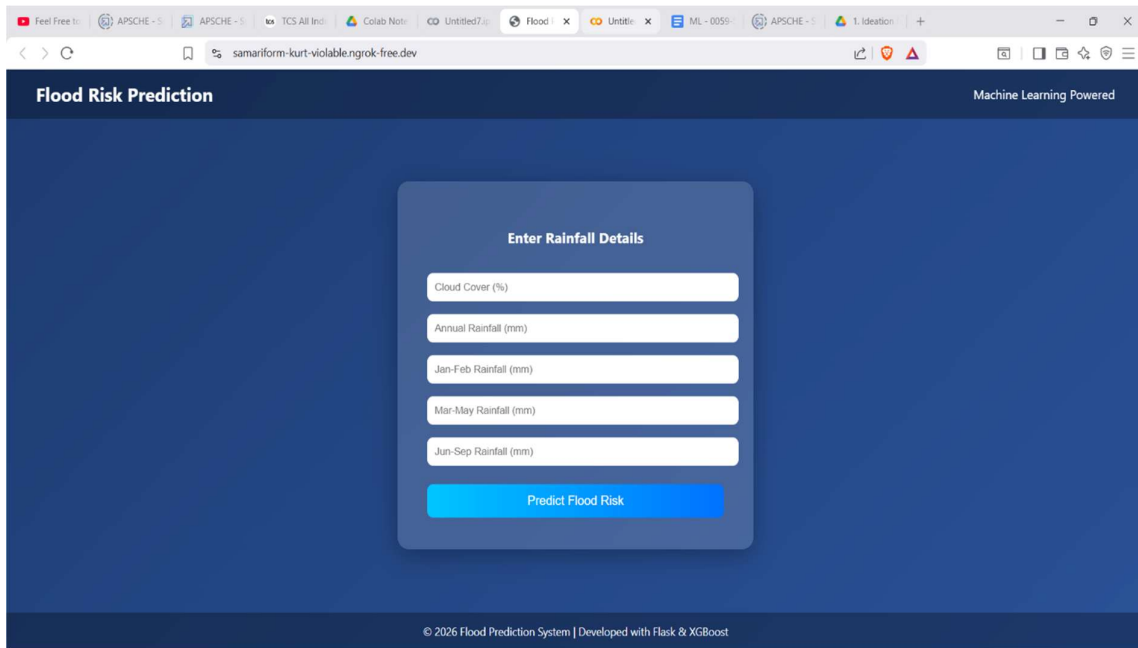 Feel Free to
APSCHE - S
APSCHE - S
tcs TCS All Indi
Colab Note
Untitled7.ip
Flood
Untitle
ML - 0059-
APSCHE - S
1. Ideation
samariform-kurt-violable.ngrok-free.dev
Flood Risk Prediction
Machine Learning Powered
Enter Rainfall Details
Cloud Cover (%)
Annual Rainfall (mm)
Jan-Feb Rainfall (mm)
Mar-May Rainfall (mm)
Jun-Sep Rainfall (mm)
Predict Flood Risk
© 2026 Flood Prediction System | Developed with Flask & XGBoost